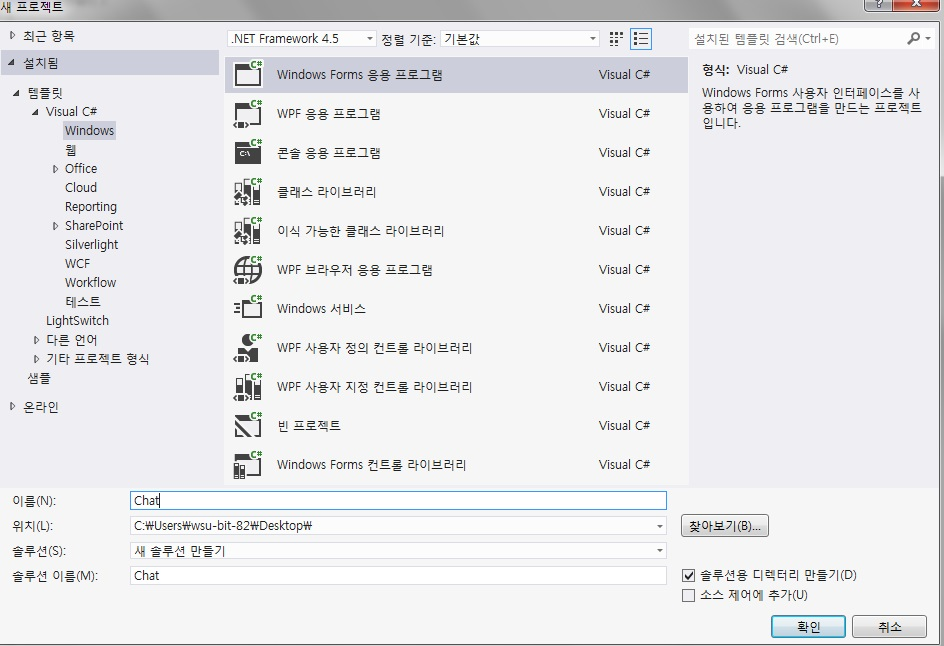 새 프로젝트
최근 항목
.NET Framework 4.5 정렬 기준: 기본값
설치된 템플릿 검색(Ctrl+E)
설치됨
템플릿
Visual C#
Windows
웹
Office
Cloud
Reporting
SharePoint
Silverlight
WCF
Workflow
테스트
LightSwitch
다른 언어
기타 프로젝트 형식
샘플
온라인
Windows Forms 응용 프로그램 Visual C#
WPF 응용 프로그램 Visual C#
콘솔 응용 프로그램 Visual C#
클래스 라이브러리 Visual C#
이식 가능한 클래스 라이브러리 Visual C#
WPF 브라우저 응용 프로그램 Visual C#
Windows 서비스 Visual C#
WPF 사용자 정의 컨트롤 라이브러리 Visual C#
WPF 사용자 지정 컨트롤 라이브러리 Visual C#
빈 프로젝트 Visual C#
Windows Forms 컨트롤 라이브러리 Visual C#
형식: Visual C#
Windows Forms 사용자 인터페이스를 사
용하여 응용 프로그램을 만드는 프로젝트
입니다.
이름(N): Chat
위치(L): C:₩Users₩wsu-bit-82₩Desktop₩ 찾아보기(B)...
솔루션(S): 새 솔루션 만들기
솔루션 이름(M): Chat
솔루션용 디렉터리 만들기(D)
소스 제어에 추가(U)
확인 취소